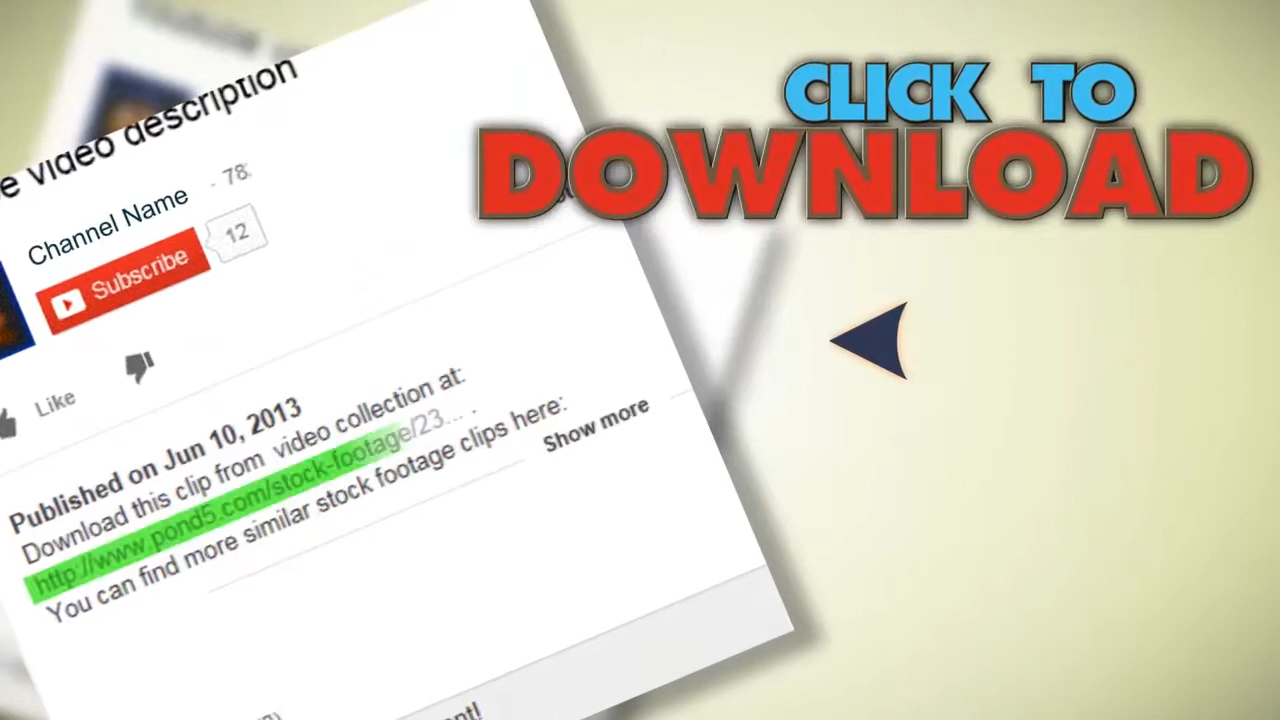 CLICK TO
DOWNLOAD
video description
Channel Name
78
Subscribe
12
Like
Published on Jun 10, 2013
Download this clip from video collection at:
http://www.pond5.com/stock-footage/23...
You can find more similar stock footage clips here:
Show more